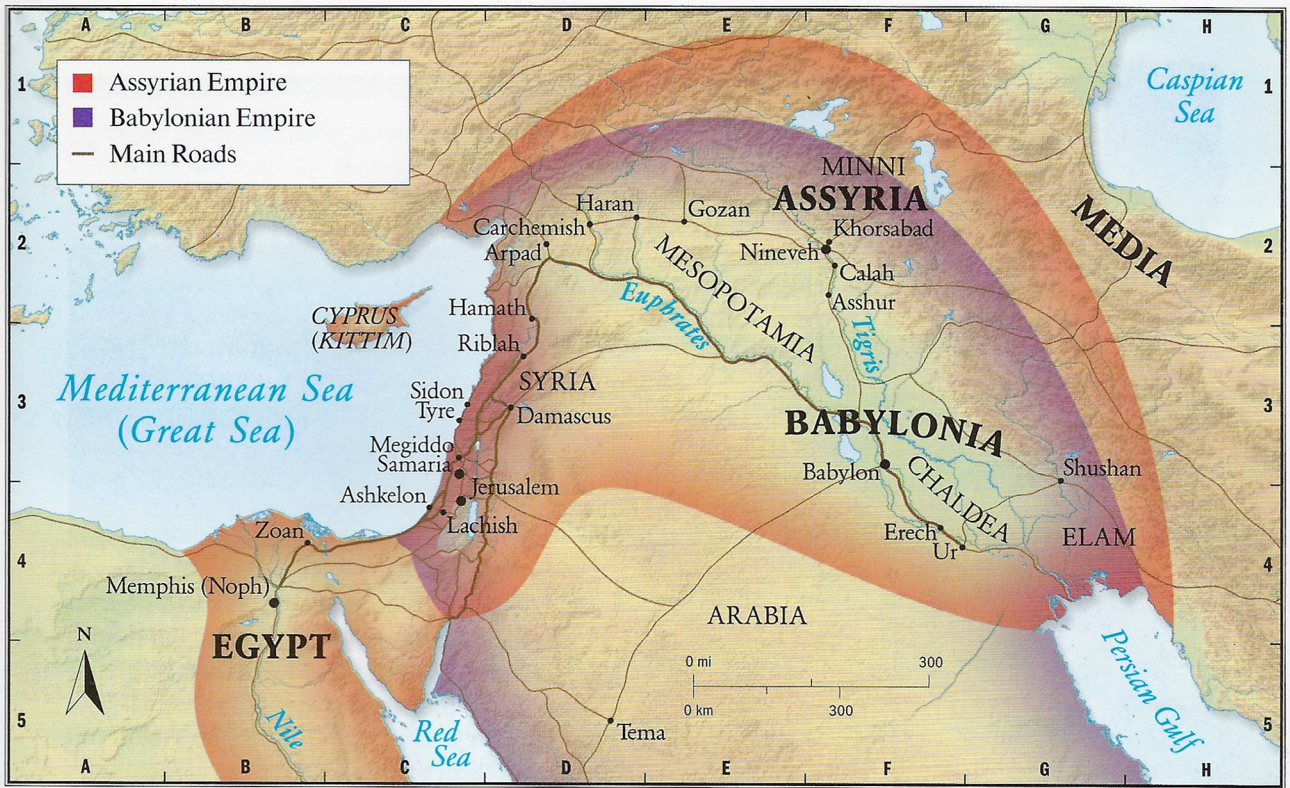 A B C D E F G H
Assyrian Empire
Babylonian Empire
Main Roads
1
1
Caspian
Sea
MINNI
ASSYRIA
MEDIA
Haran
Gozan
Carchemish
Khorsabad
2
2
Arpad
Nineveh
MESOPOTAMIA
Calah
Asshur
Hamath
Euphrates
Tigris
CYPRUS
(KITTIM)
Riblah
SYRIA
Mediterranean Sea
(Great Sea)
3
3
Sidon
Tyre
Damascus
BABYLONIA
Megiddo
Samaria
Babylon
CHALDEA
Shushan
Ashkelon
Jerusalem
Lachish
Zoan
Erech
Ur
ELAM
4
4
Memphis (Noph)
ARABIA
N
EGYPT
0 mi 300
0 km 300
Persian Gulf
5
5
Nile
Red
Sea
Tema
A B C D E F G H